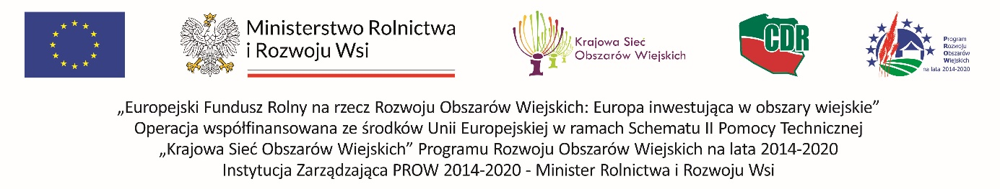 Ministerstwo Rolnictwa
i Rozwoju Wsi
Krajowa Sieć
Obszarów Wiejskich
CDR
Program
Rozwoju
Obszarów
Wiejskich
na lata 2014-2020
„Europejski Fundusz Rolny na rzecz Rozwoju Obszarów Wiejskich: Europa inwestująca w obszary wiejskie”
Operacja współfinansowana ze środków Unii Europejskiej w ramach Schematu II Pomocy Technicznej
„Krajowa Sieć Obszarów Wiejskich” Programu Rozwoju Obszarów Wiejskich na lata 2014-2020
Instytucja Zarządzająca PROW 2014-2020 - Minister Rolnictwa i Rozwoju Wsi